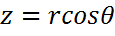 z = rcosθ